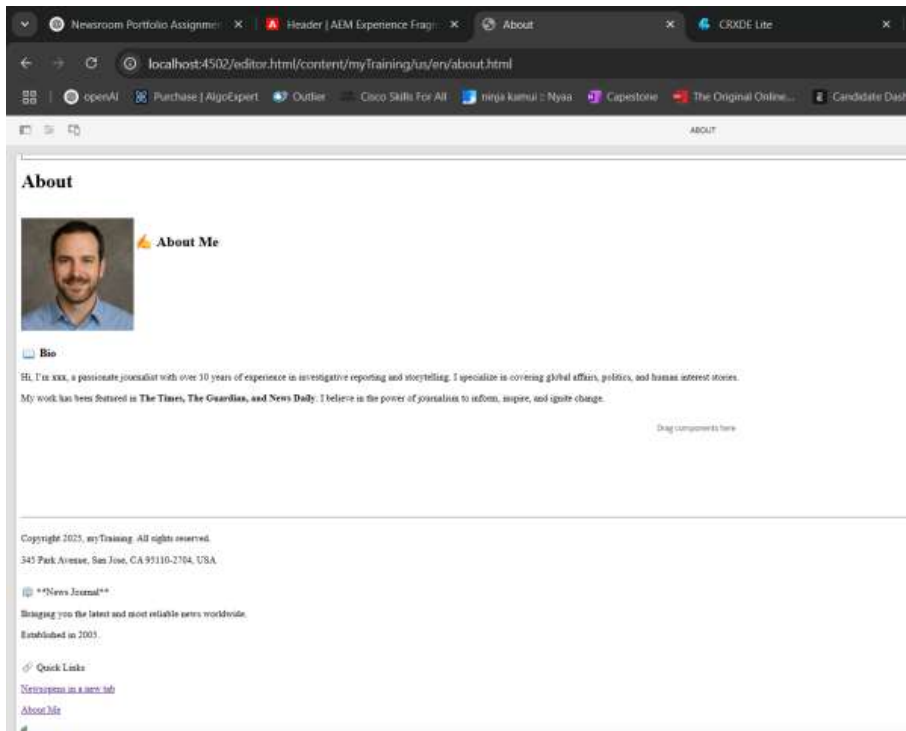 Newsroom Portfolio Assignmen
Header | AEM Experience Frag
About
CRXDE Lite
localhost:4502/editor.html/content/myTraining/us/en/about.html
openAI
Purchase | AlgoExpert
Outlier
Cisco Skills For All
ninja kamui :: Nyaa
Capestone
The Original Online...
Candidate Dash
ABOUT
About
✍️ About Me
📖 Bio
Hi, I'm xxx, a passionate journalist with over 10 years of experience in investigative reporting and storytelling. I specialize in covering global affairs, politics, and human interest stories.
My work has been featured in The Times, The Guardian, and News Daily. I believe in the power of journalism to inform, inspire, and ignite change.
Drag components here
Copyright 2025, myTraining. All rights reserved.
345 Park Avenue, San Jose, CA 95110-2704, USA
📰 **News Journal**
Bringing you the latest and most reliable news worldwide.
Established in 2005.
🔗 Quick Links
Newsopens in a new tab
About Me